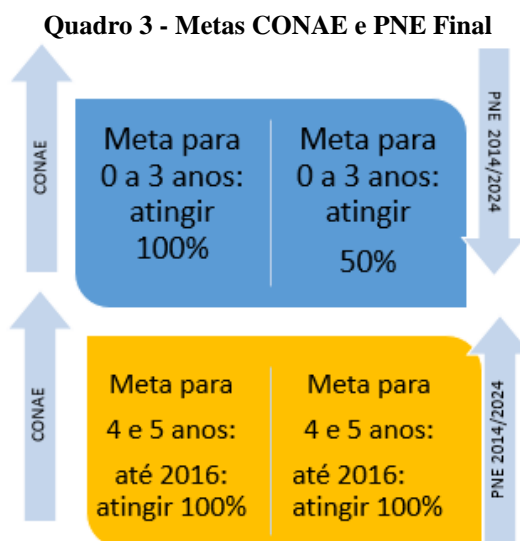 Quadro 3 - Metas CONAE e PNE Final
CONAE
Meta para
0 a 3 anos:
atingir
100%
Meta para
0 a 3 anos:
atingir
50%
PNE 2014/2024
CONAE
Meta para
4 e 5 anos:
até 2016:
atingir 100%
Meta para
4 e 5 anos:
até 2016:
atingir 100%
PNE 2014/2024